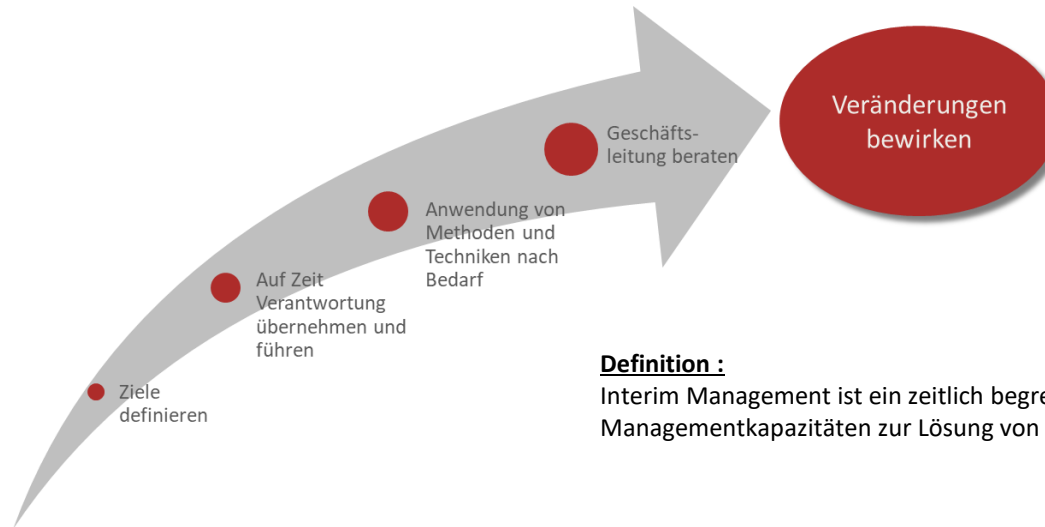 Veränderungen
bewirken
Geschäfts-
leitung beraten
Anwendung von
Methoden und
Techniken nach
Bedarf
Auf Zeit
Verantwortung
übernehmen und
führen
Ziele
definieren
Definition :
Interim Management ist ein zeitlich
Managementkapazitäten zur Lösung von